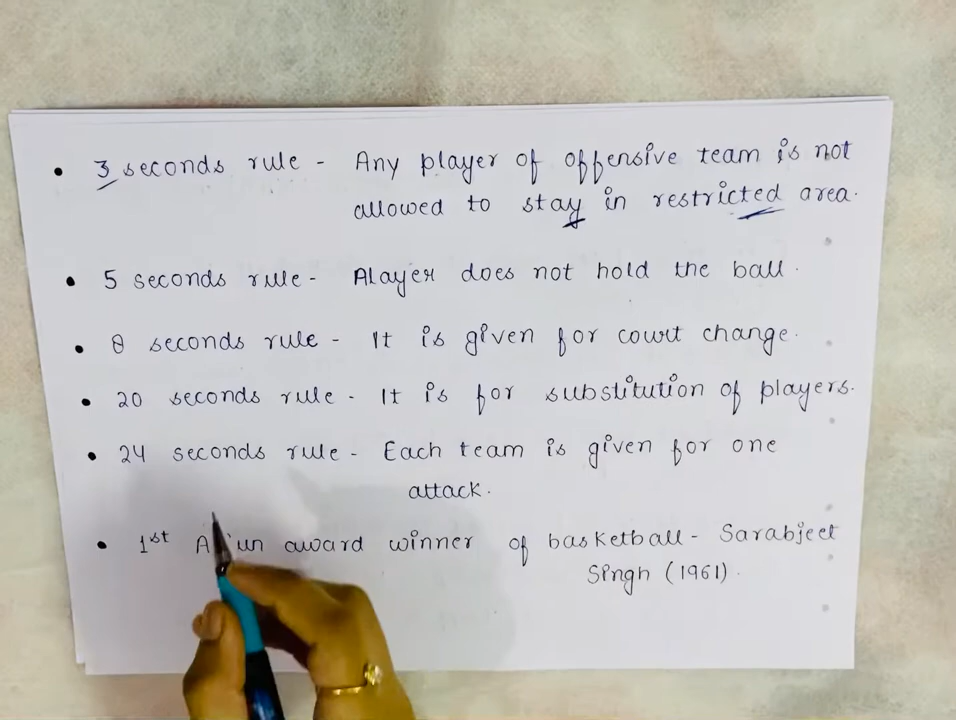 • 3 seconds rule - Any player of offensive team is not
allowed to stay in restricted area.
• 5 seconds rule - Alayer does not hold the ball.
• 8 seconds rule - It is given for court change.
• 20 seconds rule - It is for substitution of players.
• 24 seconds rule - Each team is given for one
attack.
• 1st award winner of basketball - Sarabjeet
Singh (1961).